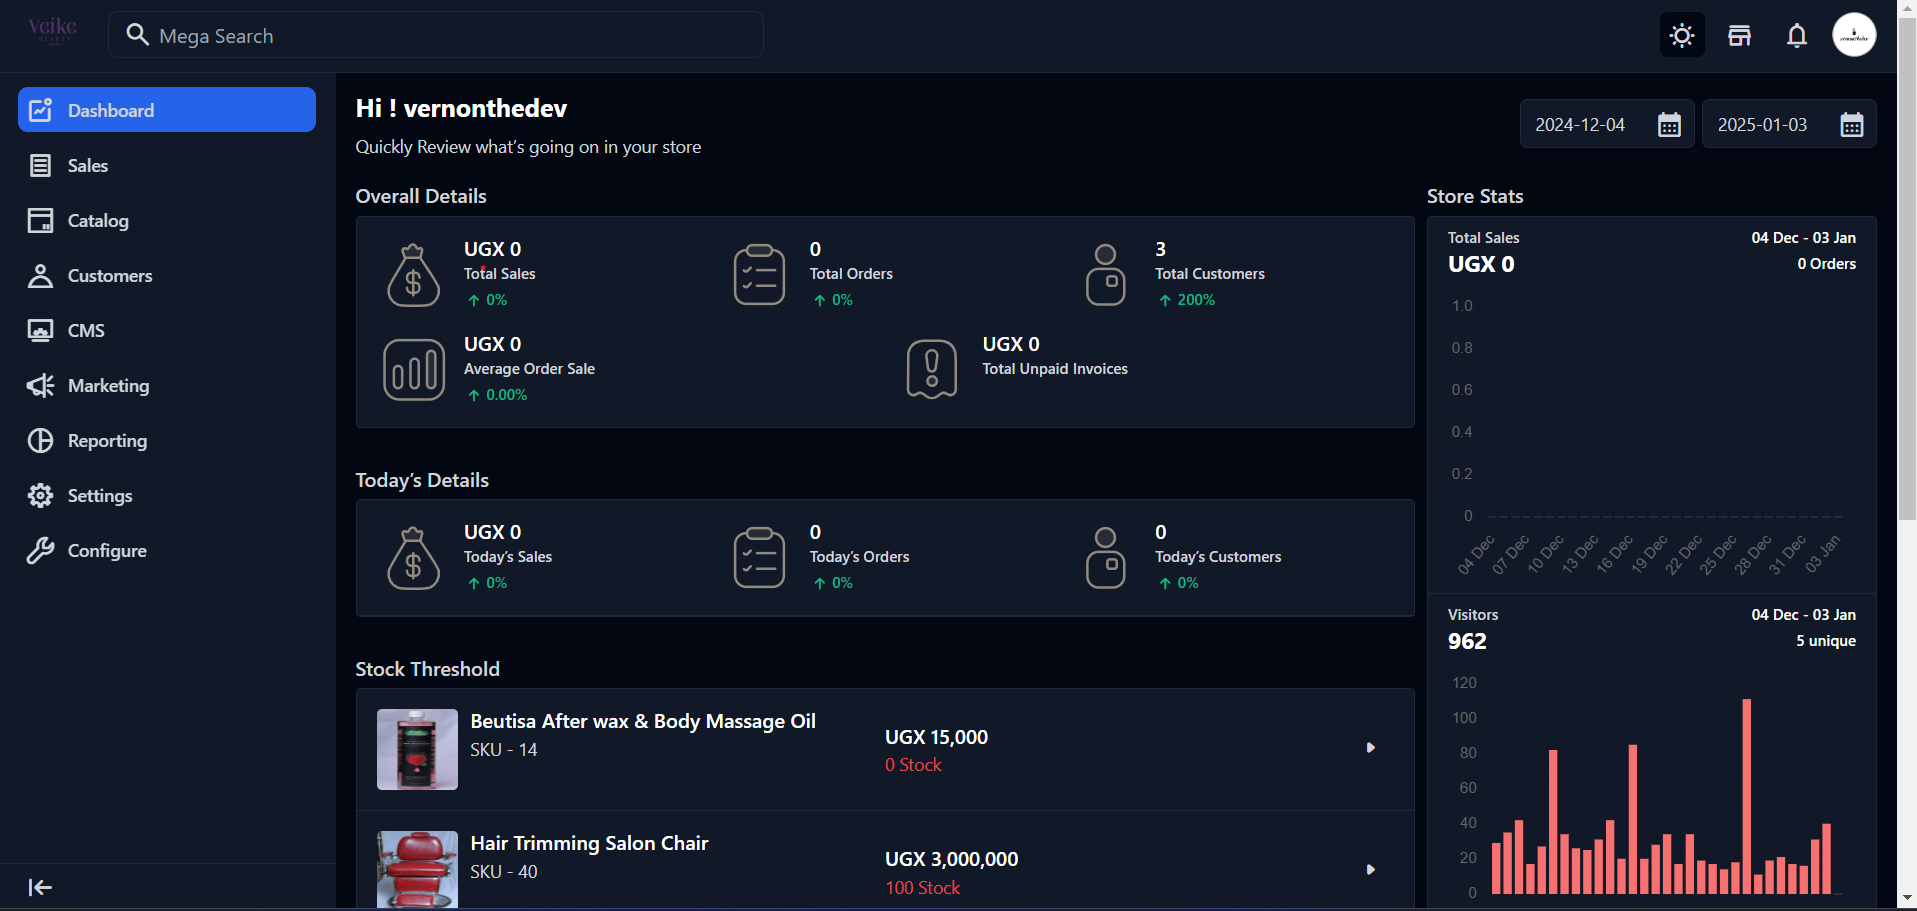 Veike
BEAUTY
Mega Search
Dashboard
Sales
Catalog
Customers
CMS
Marketing
Reporting
Settings
Configure
Hi ! vernonthedev
Quickly Review what’s going on in your store
2024-12-04
2025-01-03
Overall Details
UGX 0
Total Sales
0%
0
Total Orders
0%
3
Total Customers
200%
UGX 0
Average Order Sale
0.00%
UGX 0
Total Unpaid Invoices
Today’s Details
UGX 0
Today’s Sales
0%
0
Today’s Orders
0%
0
Today’s Customers
0%
Stock Threshold
Beutisa After wax & Body Massage Oil
SKU - 14
UGX 15,000
0 Stock
Hair Trimming Salon Chair
SKU - 40
UGX 3,000,000
100 Stock
Store Stats
Total Sales
04 Dec - 03 Jan
UGX 0
0 Orders
1.0
0.8
0.6
0.4
0.2
0
04 Dec
07 Dec
10 Dec
13 Dec
16 Dec
19 Dec
22 Dec
25 Dec
28 Dec
31 Dec
03 Jan
Visitors
04 Dec - 03 Jan
962
5 unique
120
100
80
60
40
20
0